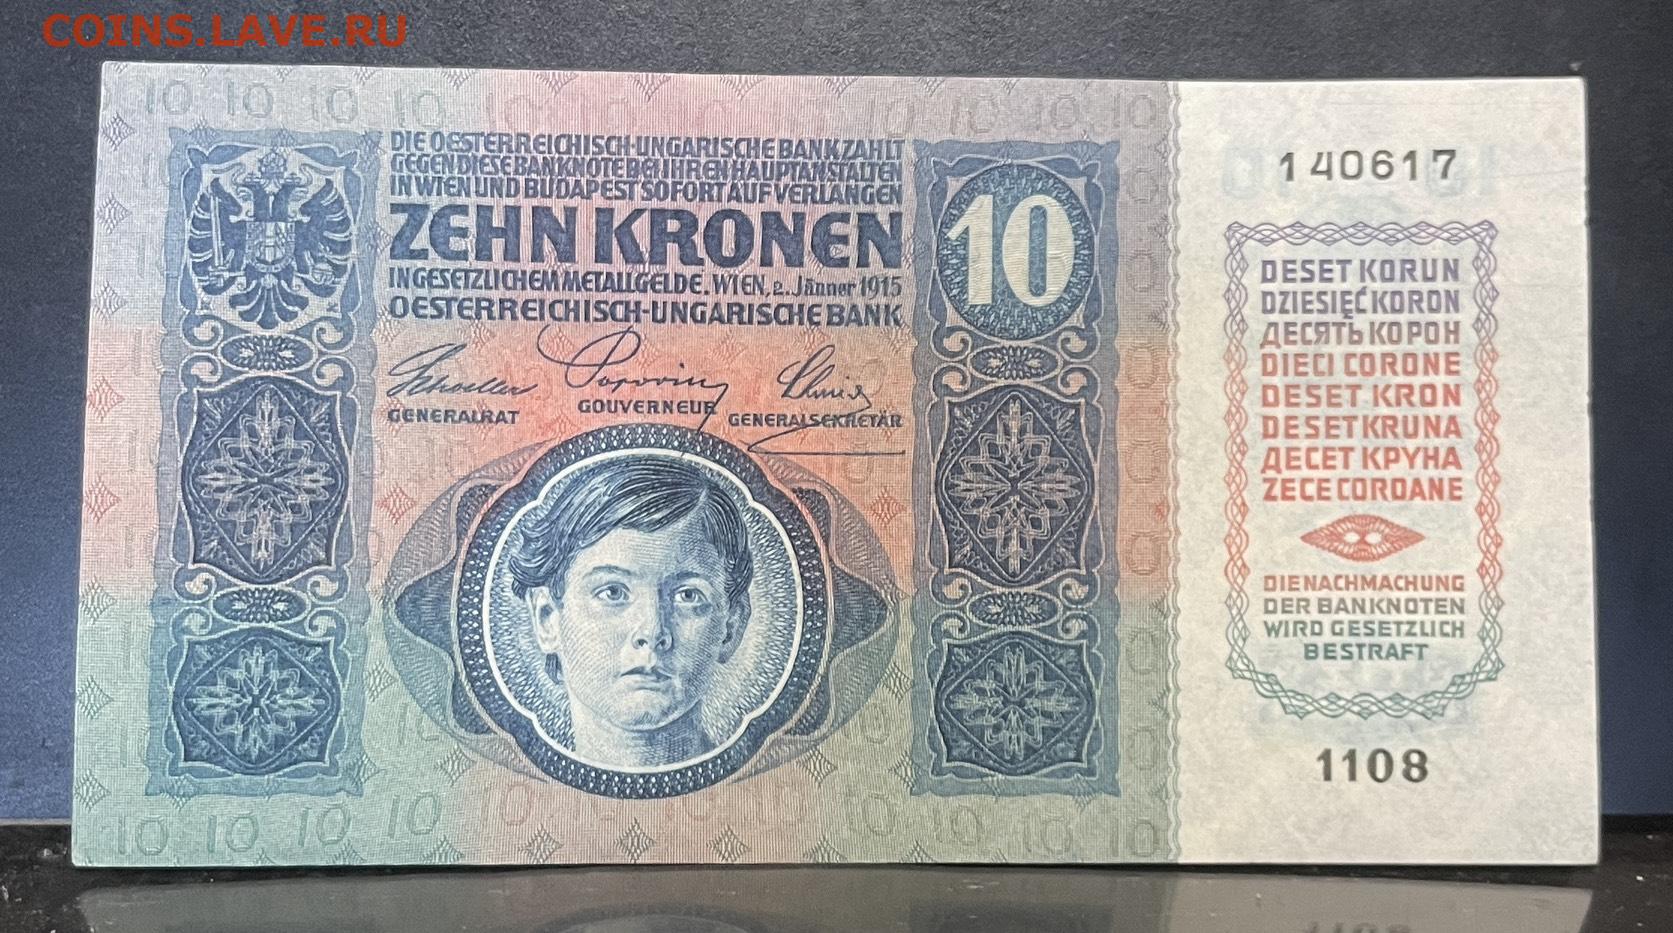 COINS.LAVE.RU
DIE OESTERREICHISCH-UNGARISCHE BANK ZAHLT
GEGEN DIESE BANKNOTE BEI IHREN HAUPTANSTALTEN
IN WIEN UND BUDAPEST SOFORT AUF VERLANGEN
ZEHN KRONEN
IN GESETZLICHEM METALLGELDE. WIEN, 2. Jänner 1915
OESTERREICHISCH-UNGARISCHE BANK
GENERALRAT
GOUVERNEUR
GENERALSEKRETÄR
10
140617
DESET KORUN
DZIESIĘĆ KORON
ДЕСЯТЬ КОРОН
DIECI CORONE
DESET KRON
DESET KRUNA
ДЕСЕТ КРУНА
ZECE COROANE
DIE NACHMACHUNG
DER BANKNOTEN
WIRD GESETZLICH
BESTRAFT
1108